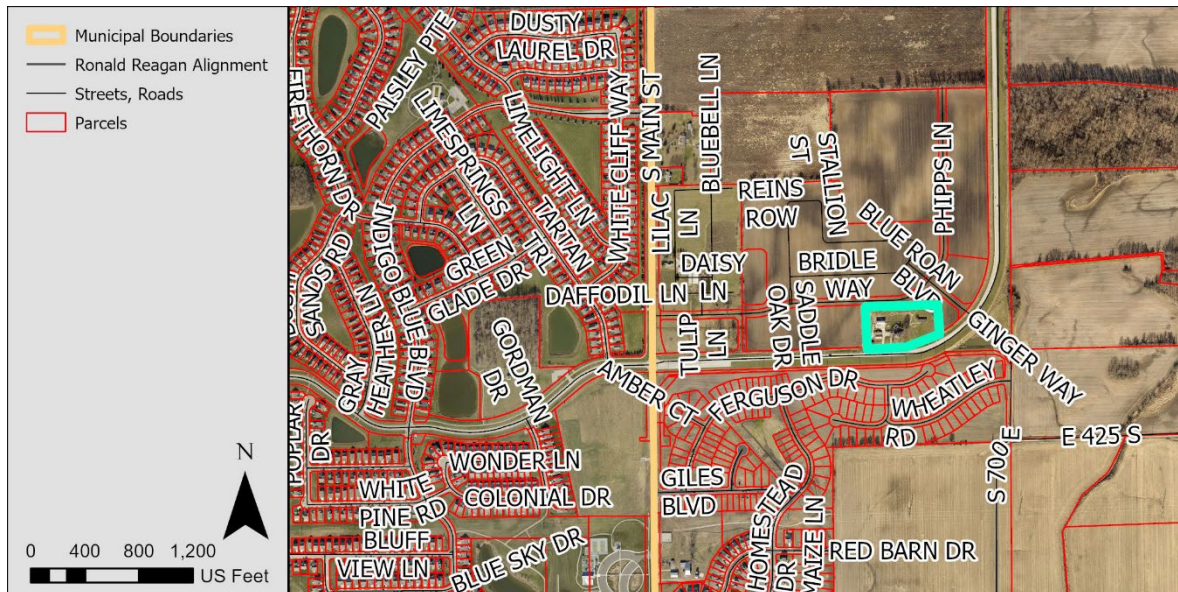 Municipal Boundaries
Ronald Reagan Alignment
Streets, Roads
Parcels
N
0 400 800 1,200
US Feet
DUSTY
LAUREL DR
PAISLEY PTE
FIRETHORN DR
LIMESPRINGS
LN
LIMELIGHT LN
WHITE CLIFF WAY
S MAIN ST
BLUEBELL LN
LILAC
LN
REINS
ROW
STALLION
ST
PHIPPS LN
BLUE ROAN
BLVD
TARTAN
TRL
GREEN
GLADE DR
INDIGO BLUE BLVD
SANDS RD
HEATHER LN
GRAY
DAISY
LN
BRIDLE
WAY
DAFFODIL LN
TULIP
LN
SADDLE
OAK DR
GINGER WAY
GORDMAN
DR
AMBER CT
FERGUSON DR
WHEATLEY
RD
E 425 S
S 700 E
POPLAR
DR
WONDER LN
WHITE
PINE RD
COLONIAL DR
GILES
BLVD
HOMESTEAD
DR
MAIZE LN
RED BARN DR
BLUFF
VIEW LN
BLUE SKY DR